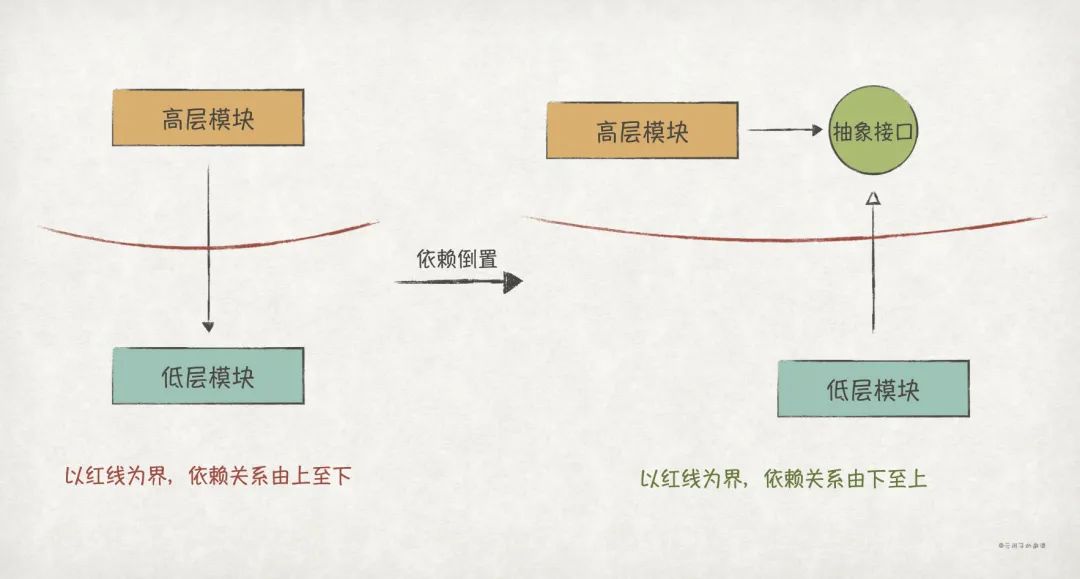 高层模块
高层模块
抽象接口
依赖倒置
低层模块
低层模块
以红线为界，依赖关系由上至下
以红线为界，依赖关系由下至上